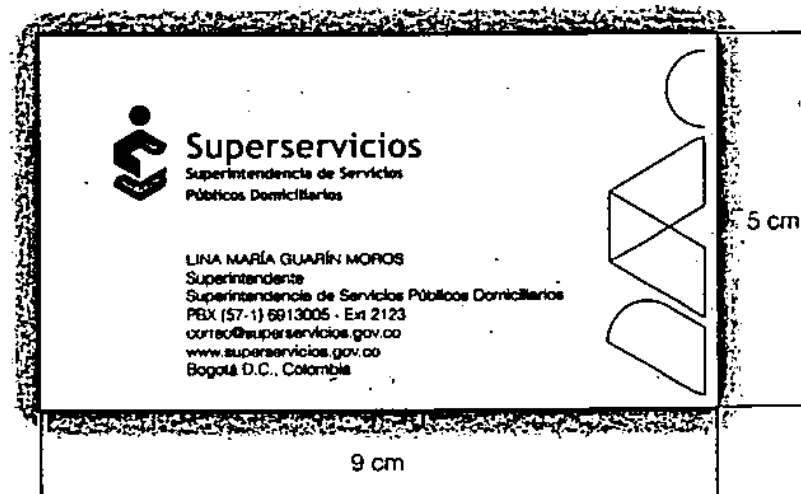 Superservicios
Superintendencia de Servicios
Públicos Domiciliarios
LINA MARÍA GUARÍN MOROS
Superintendente
Superintendencia de Servicios Públicos Domiciliarios
PBX (57-1) 6913005 - Ext 2123
correo@superservicios.gov.co
www.superservicios.gov.co
Bogotá D.C., Colombia
5 cm
9 cm